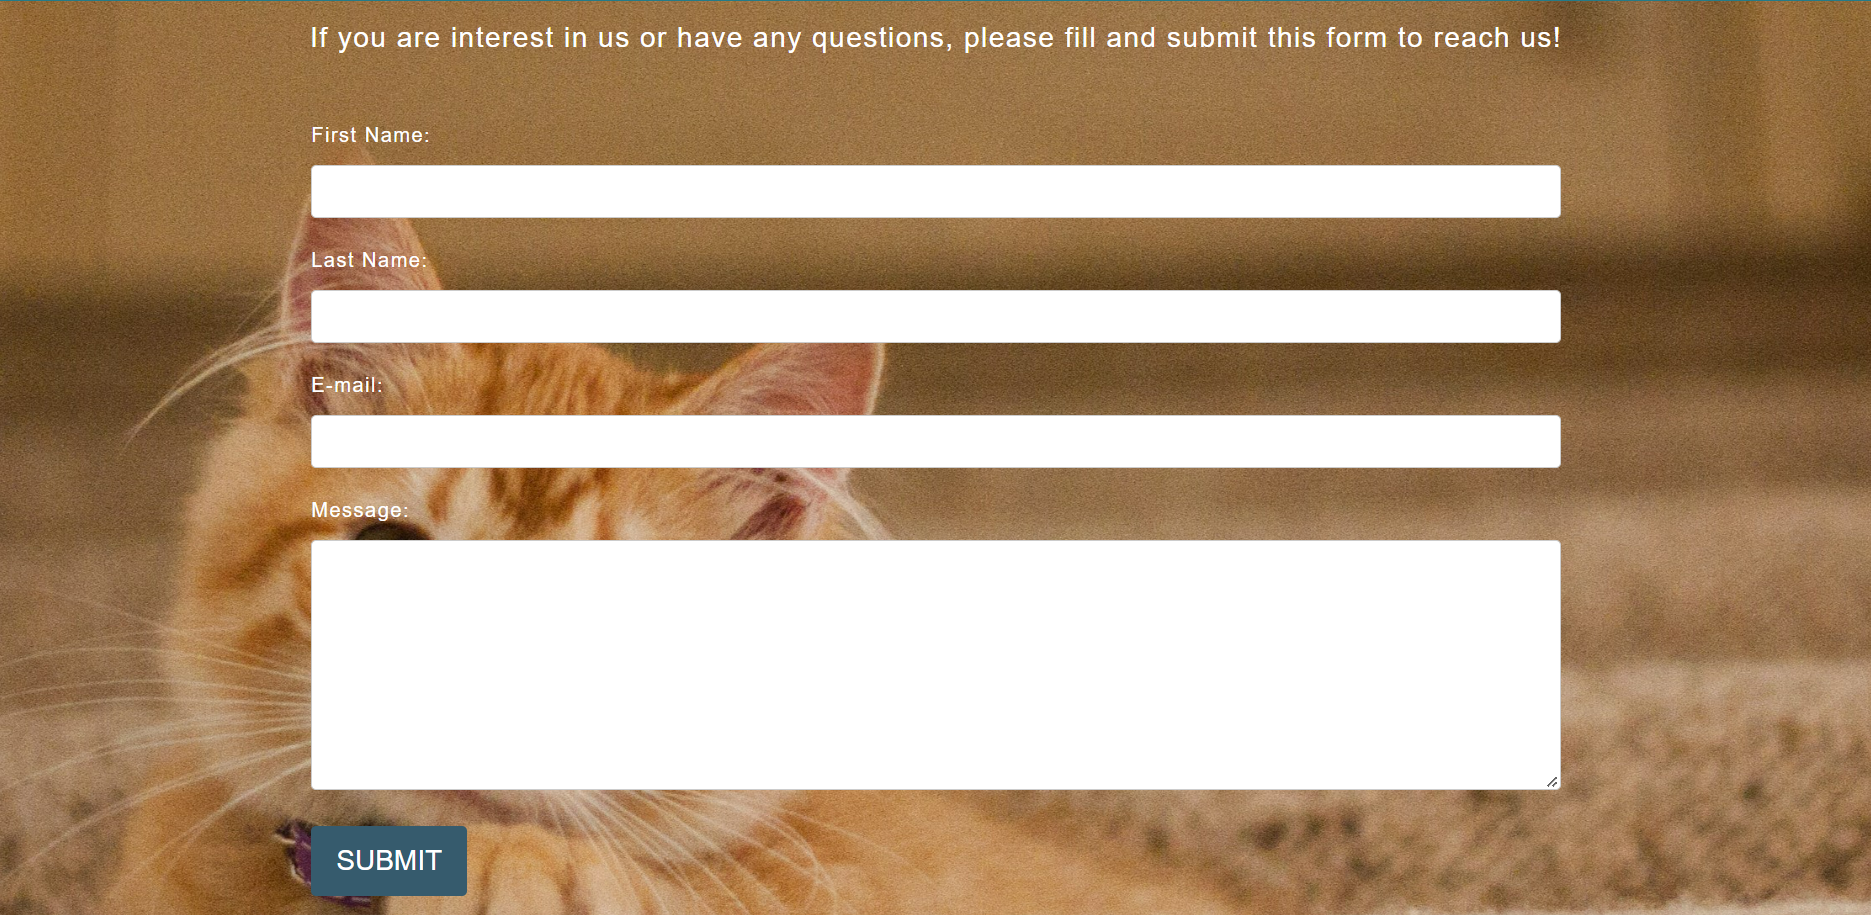 If you are interest in us or have any questions, please fill and submit this form to reach us!
First Name:
Last Name:
E-mail:
Message:
SUBMIT